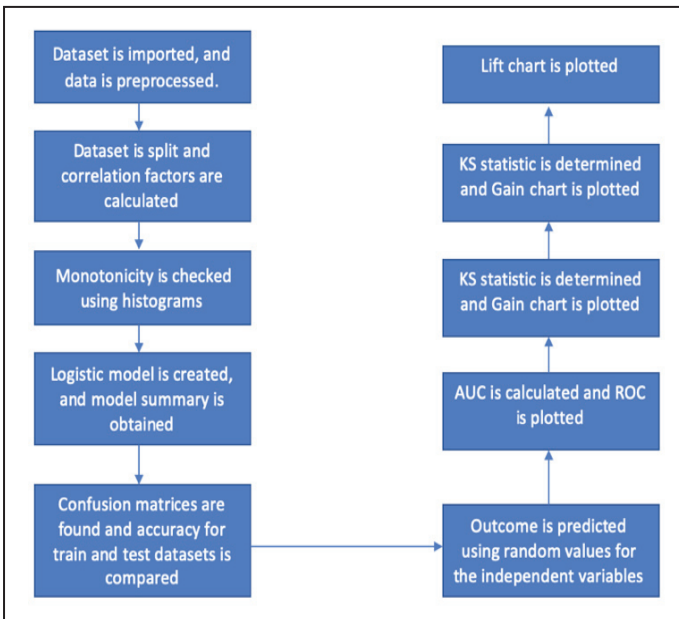 Dataset is imported, and
data is preprocessed.
Dataset is split and
correlation factors are
calculated
Monotonicity is checked
using histograms
Logistic model is created,
and model summary is
obtained
Confusion matrices are
found and accuracy for
train and test datasets is
compared
Outcome is predicted
using random values for
the independent variables
AUC is calculated and ROC
is plotted
KS statistic is determined
and Gain chart is plotted
KS statistic is determined
and Gain chart is plotted
Lift chart is plotted